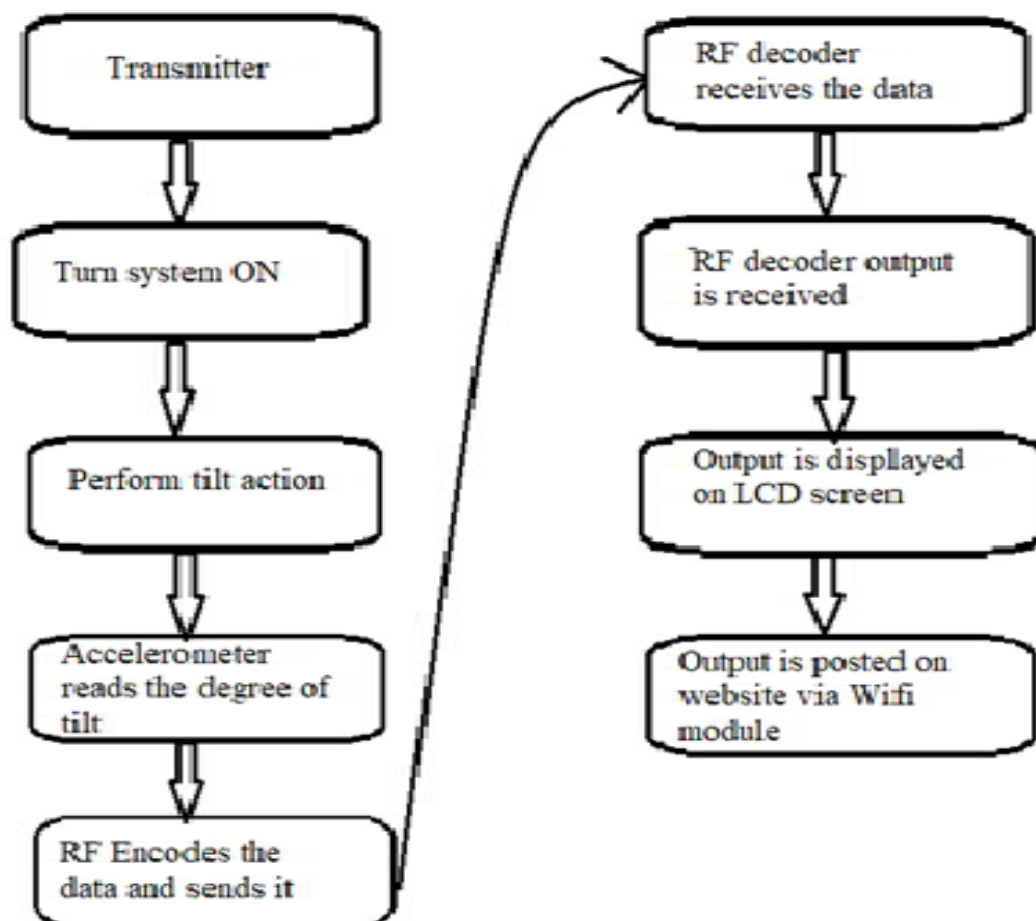 Transmitter
Turn system ON
Perform tilt action
Accelerometer
reads the degree of
tilt
RF Encodes the
data and sends it
RF decoder
receives the data
RF decoder output
is received
Output is displayed
on LCD screen
Output is posted on
website via Wifi
module